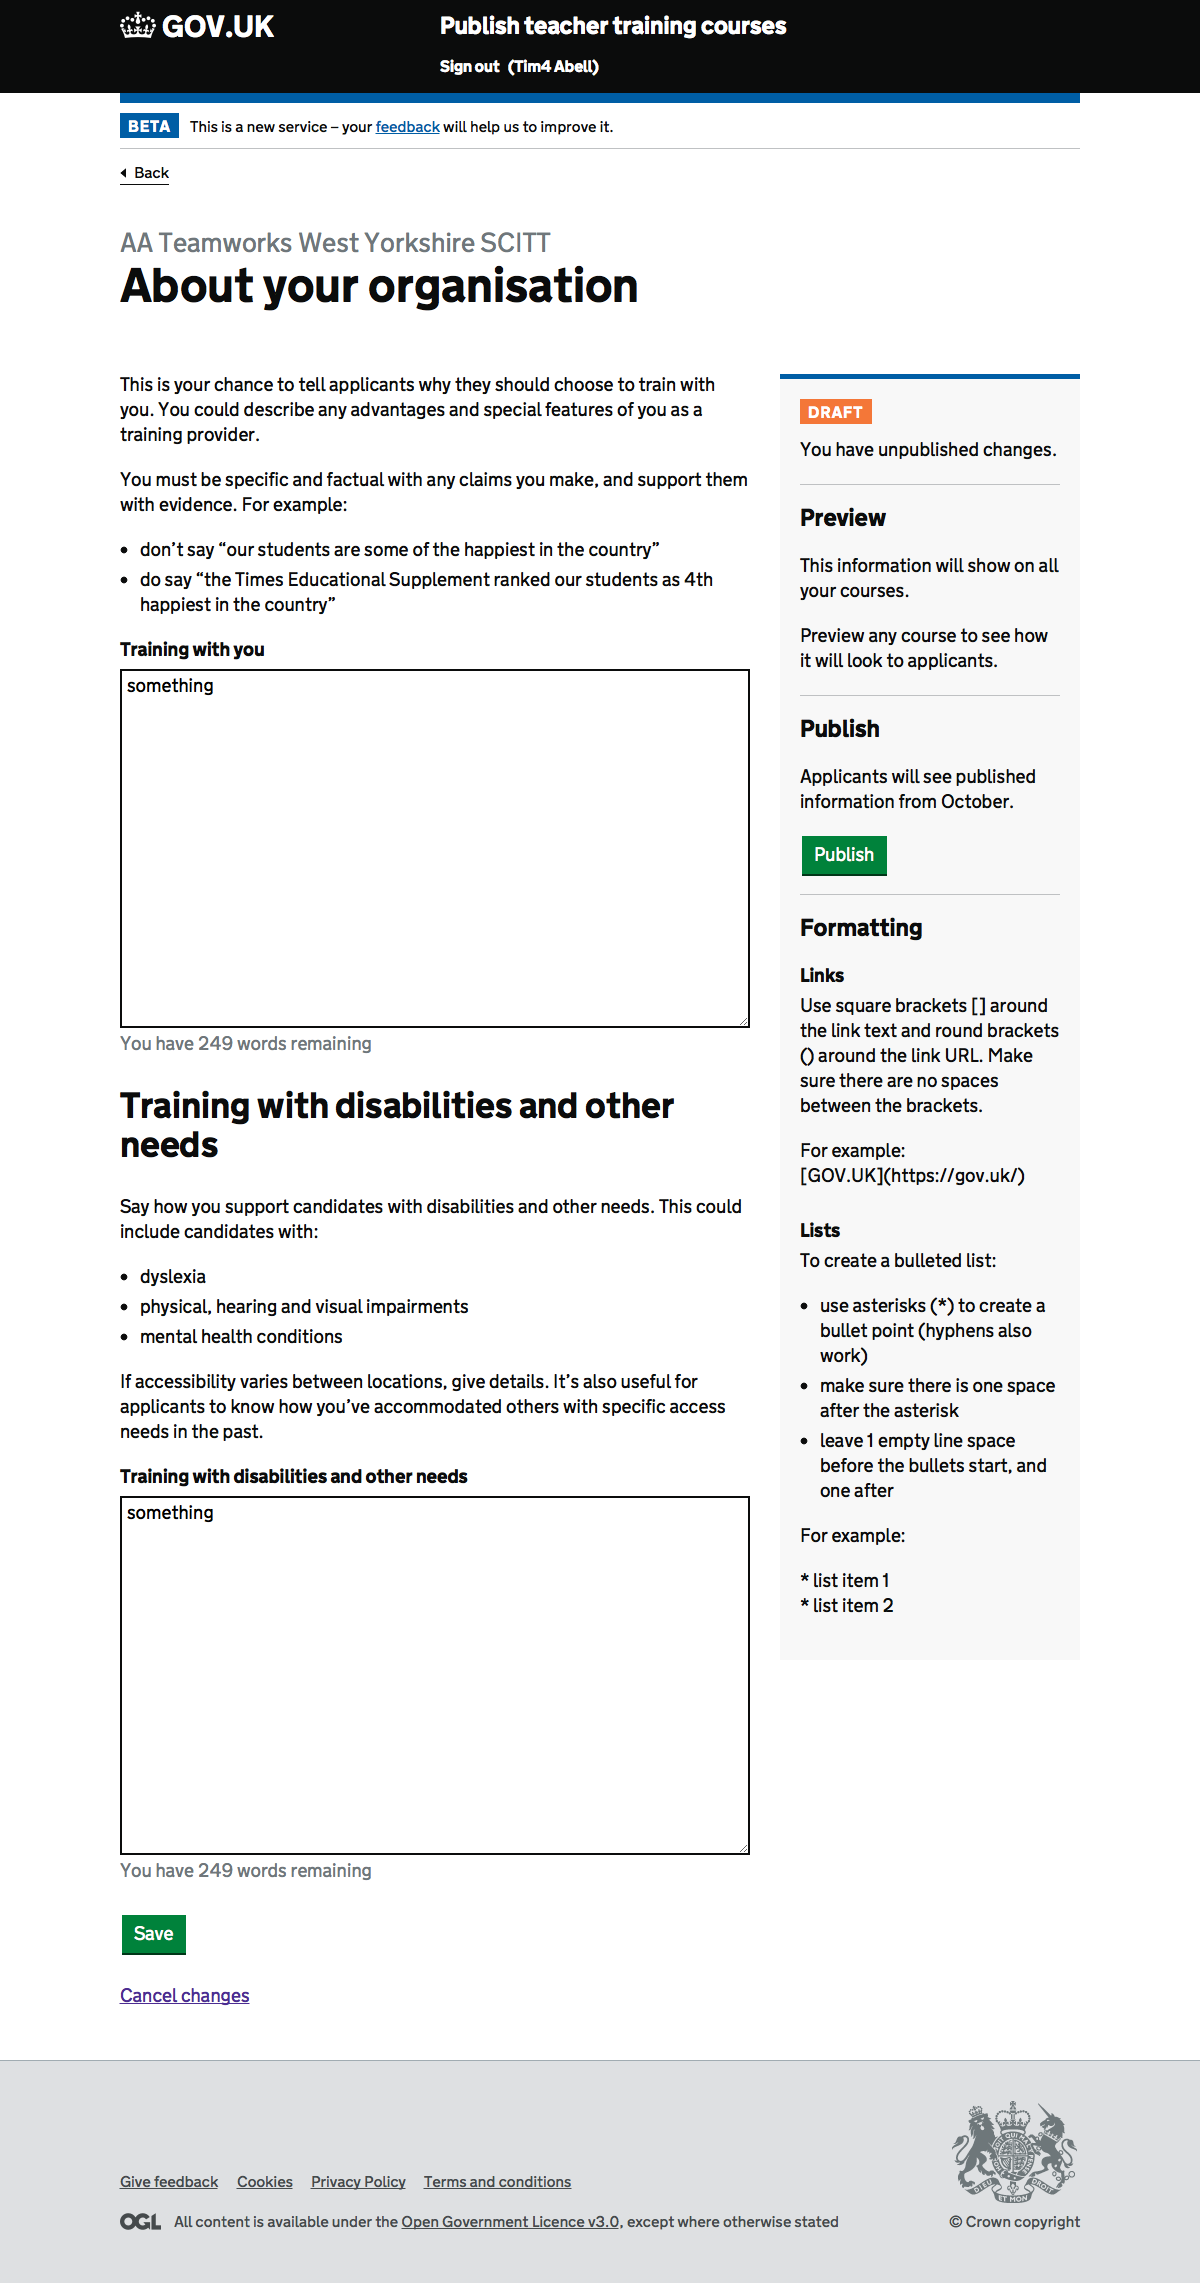 GOV.UK
Publish teacher training courses
Sign out (Tim4 Abell)
BETA This is a new service – your feedback will help us to improve it.
Back
AA Teamworks West Yorkshire SCITT
About your organisation
This is your chance to tell applicants why they should choose to train with
you. You could describe any advantages and special features of you as a
training provider.
You must be specific and factual with any claims you make, and support them
with evidence. For example:
• don’t say “our students are some of the happiest in the country”
• do say “the Times Educational Supplement ranked our students as 4th
happiest in the country”
Training with you
something
You have 249 words remaining
Training with disabilities and other
needs
Say how you support candidates with disabilities and other needs. This could
include candidates with:
• dyslexia
• physical, hearing and visual impairments
• mental health conditions
If accessibility varies between locations, give details. It’s also useful for
applicants to know how you’ve accommodated others with specific access
needs in the past.
Training with disabilities and other needs
something
You have 249 words remaining
Save
Cancel changes
DRAFT
You have unpublished changes.
Preview
This information will show on all
your courses.
Preview any course to see how
it will look to applicants.
Publish
Applicants will see published
information from October.
Publish
Formatting
Links
Use square brackets [] around
the link text and round brackets
() around the link URL. Make
sure there are no spaces
between the brackets.
For example:
[GOV.UK](https://gov.uk/)
Lists
To create a bulleted list:
• use asterisks (*) to create a
bullet point (hyphens also
work)
• make sure there is one space
after the asterisk
• leave 1 empty line space
before the bullets start, and
one after
For example:
* list item 1
* list item 2
Give feedback Cookies Privacy Policy Terms and conditions
OGL All content is available under the Open Government Licence v3.0, except where otherwise stated
DIEU ET MON DROIT
© Crown copyright